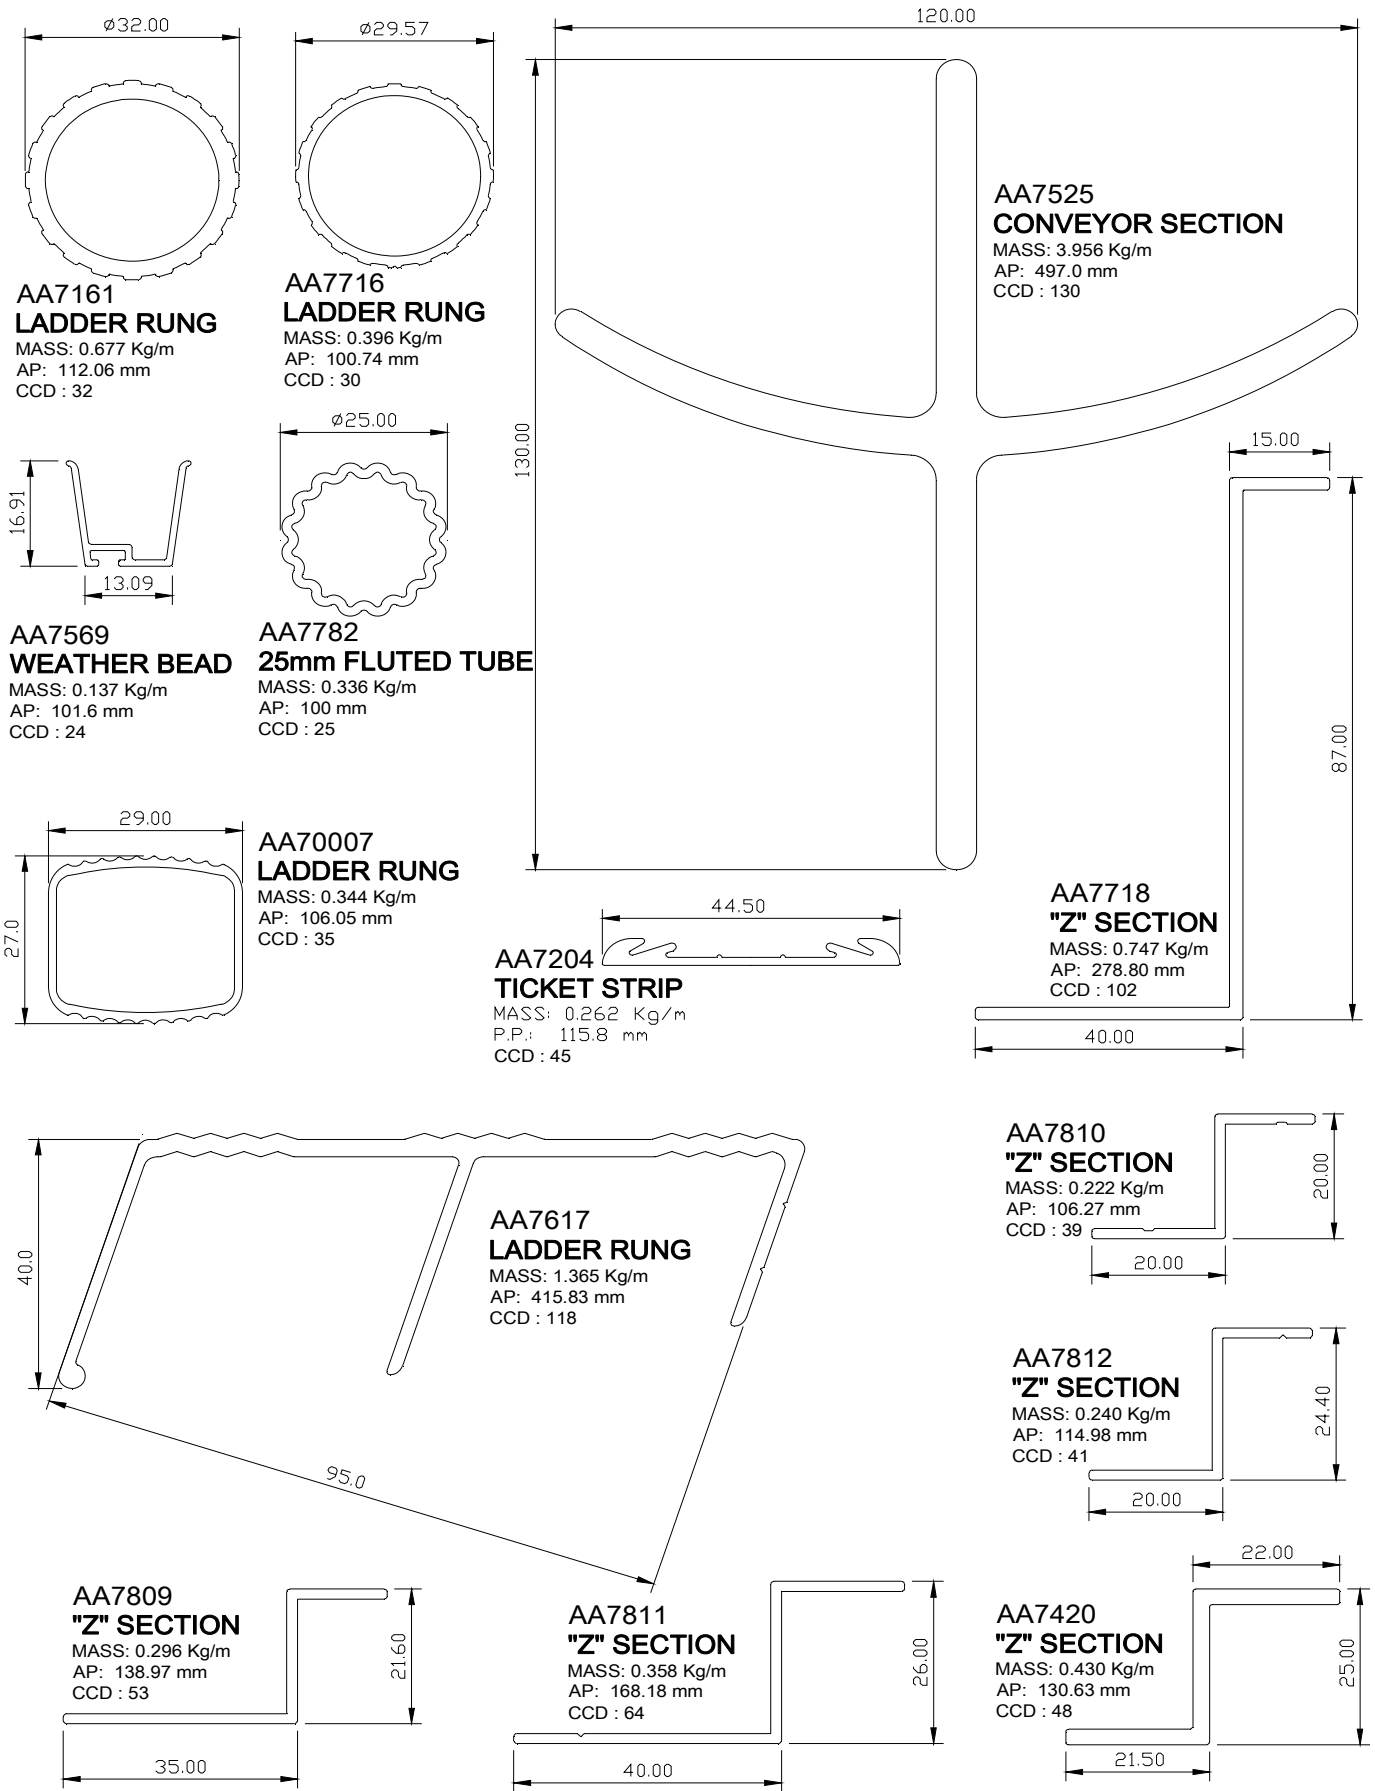 ⌀32.00
⌀29.57
120.00
AA7161
LADDER RUNG
MASS: 0.677 Kg/m
AP: 112.06 mm
CCD : 32
AA7716
LADDER RUNG
MASS: 0.396 Kg/m
AP: 100.74 mm
CCD : 30
AA7525
CONVEYOR SECTION
MASS: 3.956 Kg/m
AP: 497.0 mm
CCD : 130
130.00
⌀25.00
16.91
13.09
AA7569
WEATHER BEAD
MASS: 0.137 Kg/m
AP: 101.6 mm
CCD : 24
AA7782
25mm FLUTED TUBE
MASS: 0.336 Kg/m
AP: 100 mm
CCD : 25
15.00
87.00
29.00
27.0
AA70007
LADDER RUNG
MASS: 0.344 Kg/m
AP: 106.05 mm
CCD : 35
44.50
AA7204
TICKET STRIP
MASS: 0.262 Kg/m
P.P.: 115.8 mm
CCD : 45
AA7718
"Z" SECTION
MASS: 0.747 Kg/m
AP: 278.80 mm
CCD : 102
40.00
40.0
AA7617
LADDER RUNG
MASS: 1.365 Kg/m
AP: 415.83 mm
CCD : 118
95.0
AA7810
"Z" SECTION
MASS: 0.222 Kg/m
AP: 106.27 mm
CCD : 39
20.00
20.00
AA7812
"Z" SECTION
MASS: 0.240 Kg/m
AP: 114.98 mm
CCD : 41
24.40
20.00
AA7809
"Z" SECTION
MASS: 0.296 Kg/m
AP: 138.97 mm
CCD : 53
21.60
35.00
AA7811
"Z" SECTION
MASS: 0.358 Kg/m
AP: 168.18 mm
CCD : 64
26.00
40.00
22.00
AA7420
"Z" SECTION
MASS: 0.430 Kg/m
AP: 130.63 mm
CCD : 48
25.00
21.50